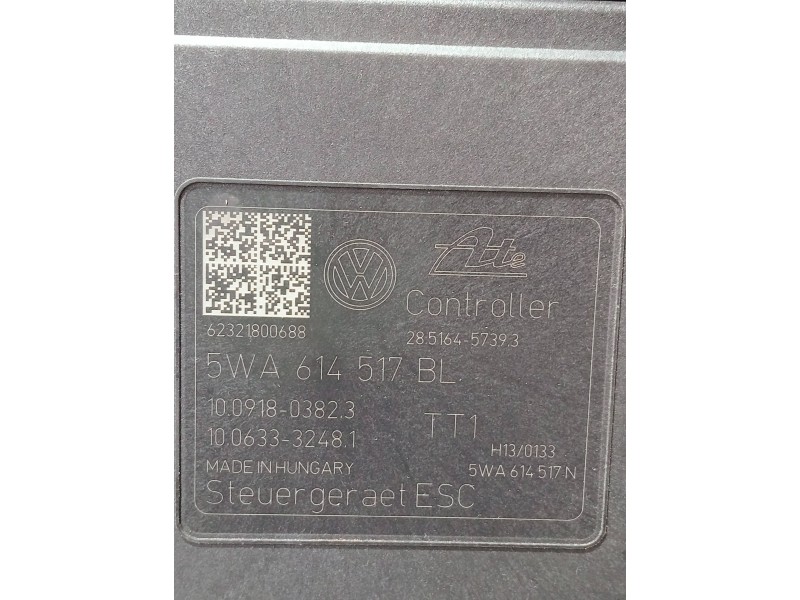 VW
Ate
Controller
62321800688
28.5164-5739.3
5WA 614 517 BL.
10.0918-0382.3
TT1
10.0633-3248.1
H13/0133
MADE IN HUNGARY
5WA 614 517 N
Steuergeraet ESC